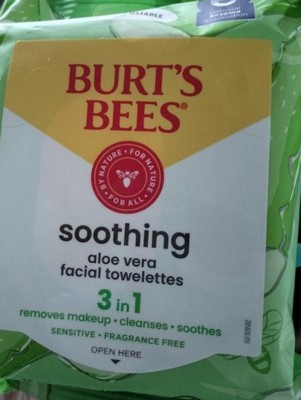 BURT'S
BEES®
BY NATURE • FOR NATURE • FOR ALL •
soothing
aloe vera
facial towelettes
3 in 1
removes makeup • cleanses • soothes
SENSITIVE • FRAGRANCE FREE
OPEN HERE